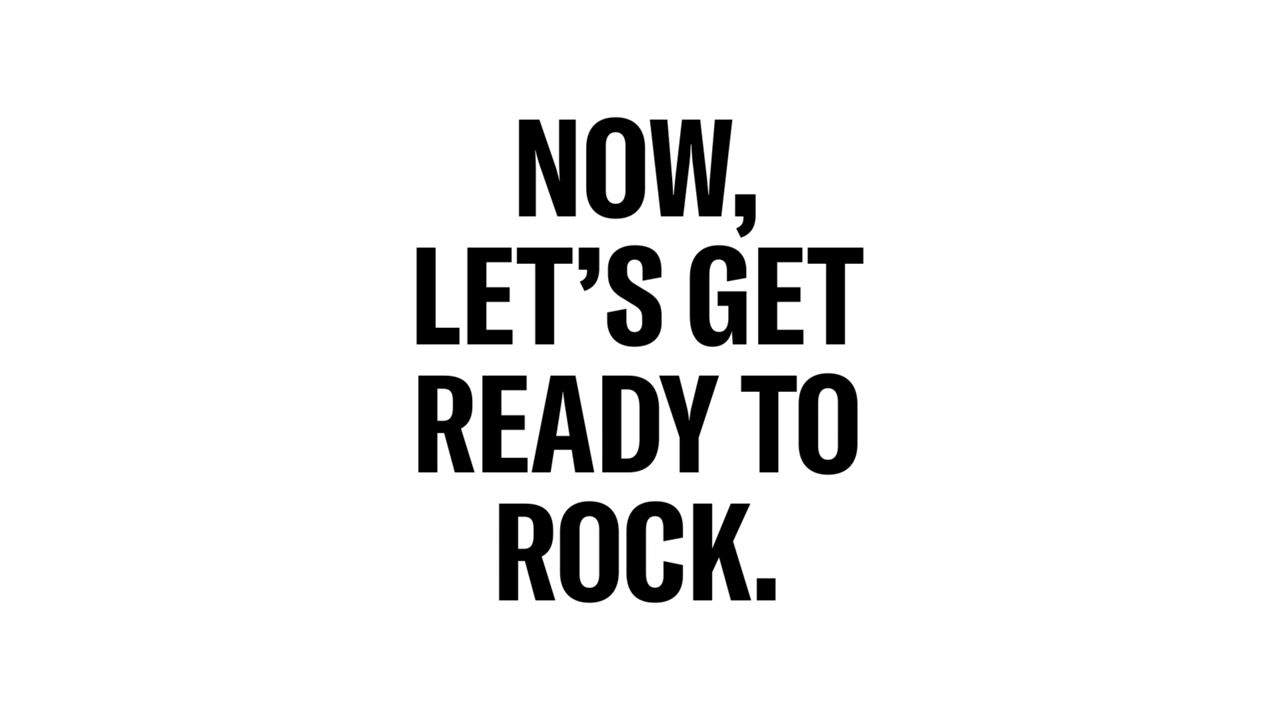 NOW,
LET’S GET
READY TO
ROCK.